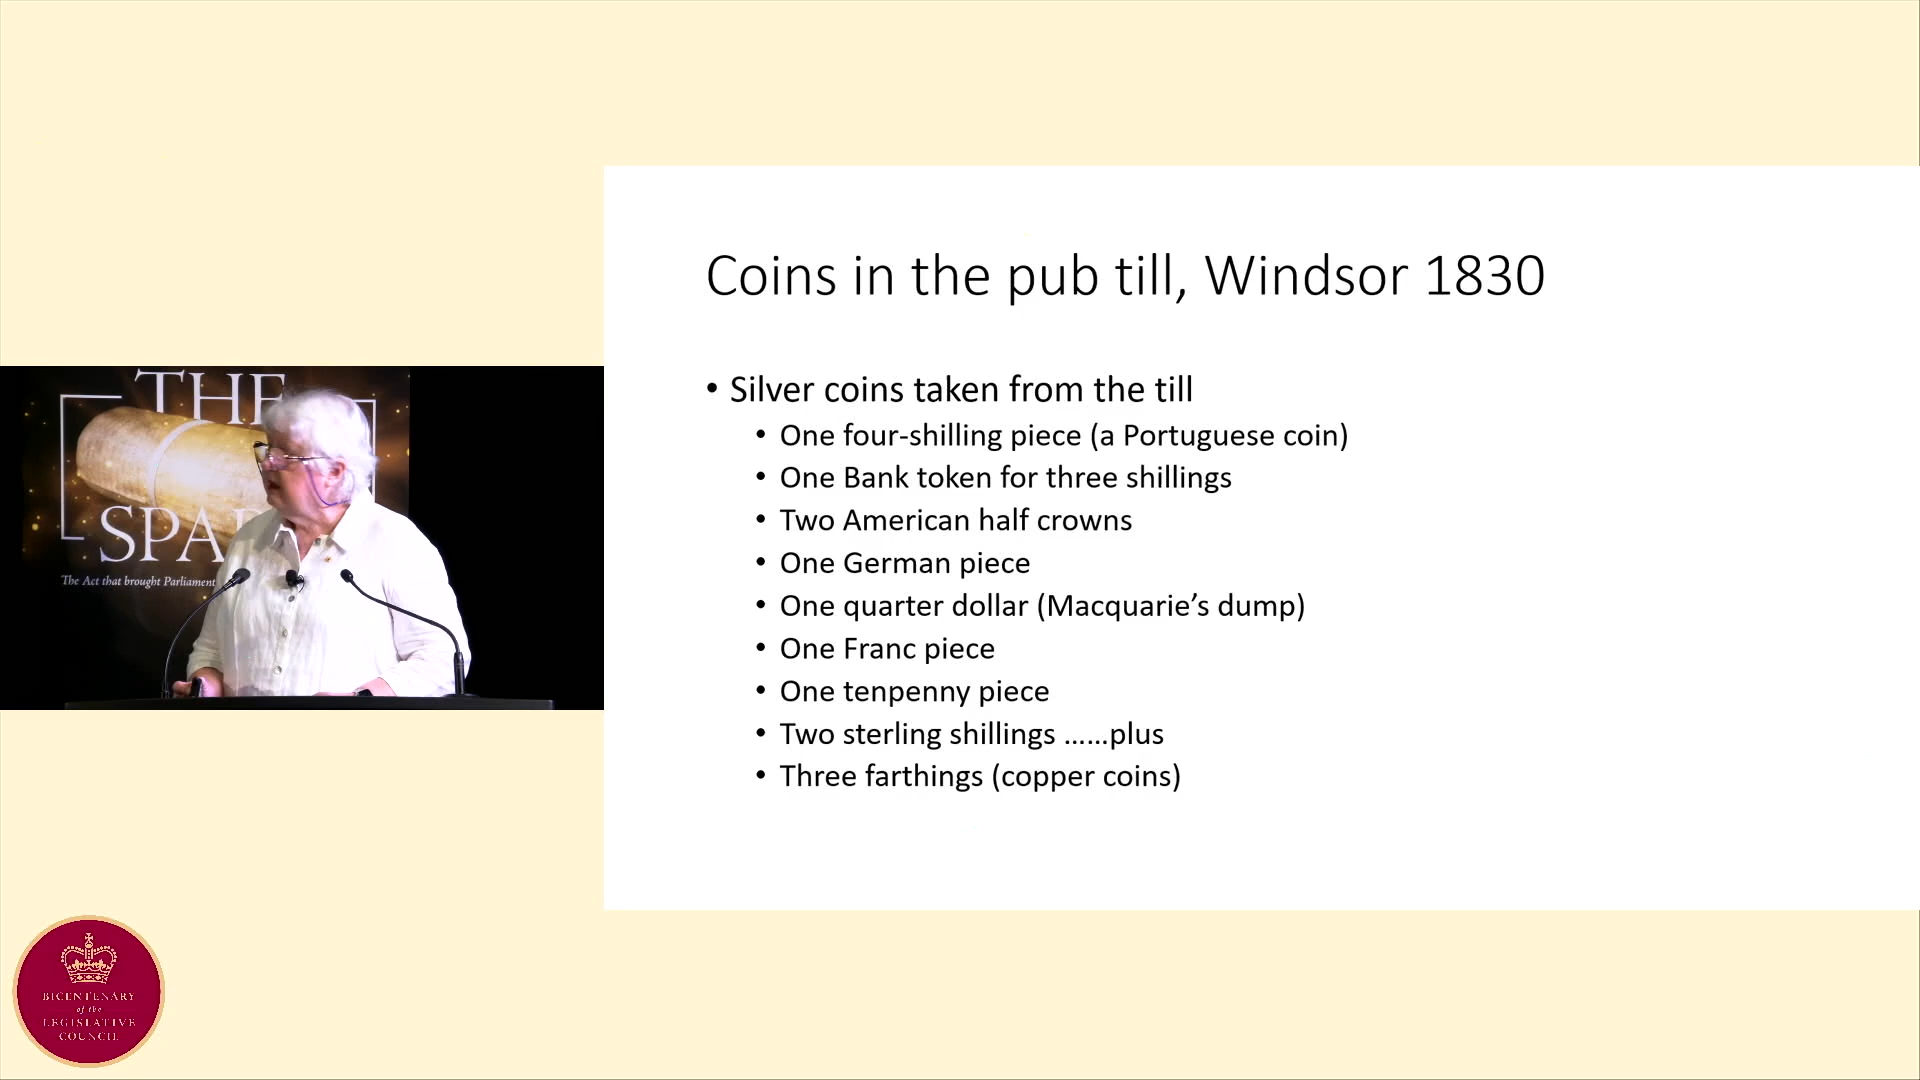 Coins in the pub till, Windsor 1830
• Silver coins taken from the till
• One four-shilling piece (a Portuguese coin)
• One Bank token for three shillings
• Two American half crowns
• One German piece
• One quarter dollar (Macquarie’s dump)
• One Franc piece
• One tenpenny piece
• Two sterling shillings ……plus
• Three farthings (copper coins)
THE
SPA
The Act that brought Parliament
BICENTENARY
of the
LEGISLATIVE
COUNCIL